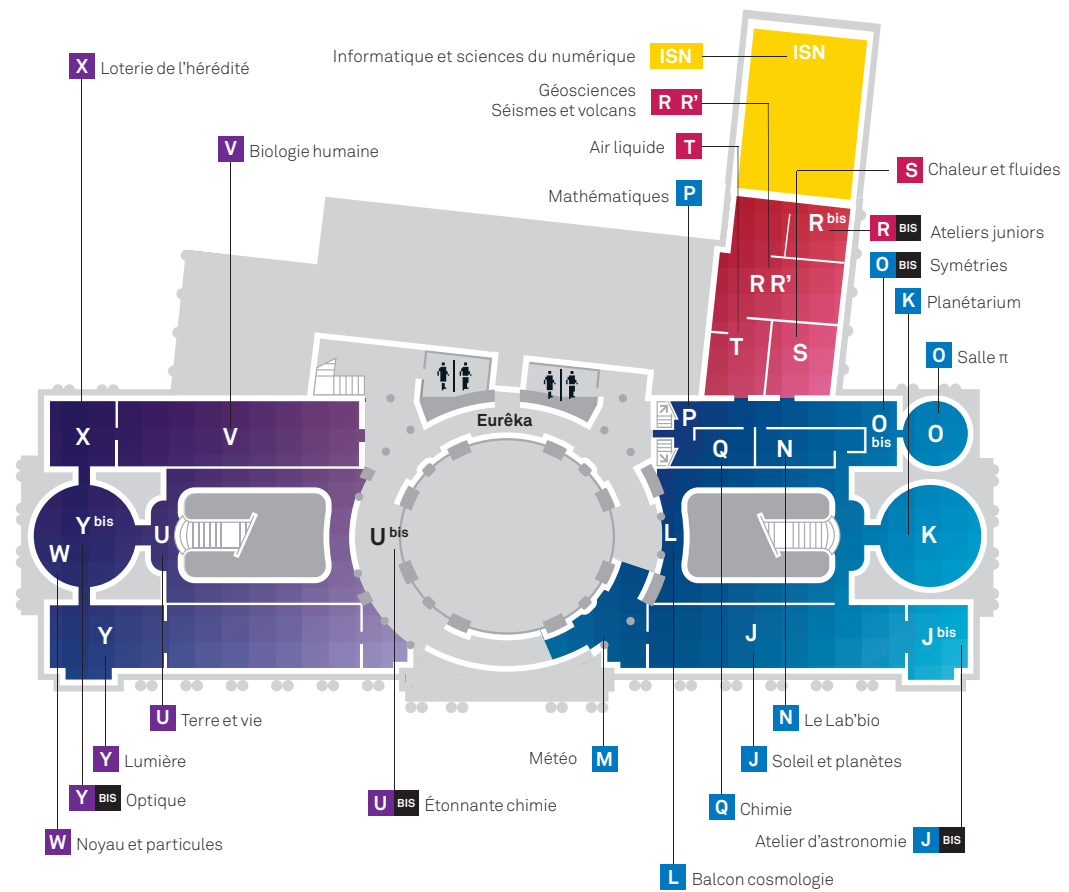 X Loterie de l'hérédité
Informatique et sciences du numérique ISN
ISN
Géosciences
Séismes et volcans R R’
V Biologie humaine
Air liquide T
S Chaleur et fluides
Mathématiques P
R bis
R BIS Ateliers juniors
O BIS Symétries
R R’
K Planétarium
T
S
O Salle π
X
V
Eurêka
P
Q
N
O bis
O
Y bis
W
U
U bis
L
K
Y
J
J bis
U Terre et vie
N Le Lab’bio
Y Lumière
Météo M
J Soleil et planètes
Y BIS Optique
U BIS Étonnante chimie
Q Chimie
W Noyau et particules
Atelier d’astronomie J BIS
L Balcon cosmologie